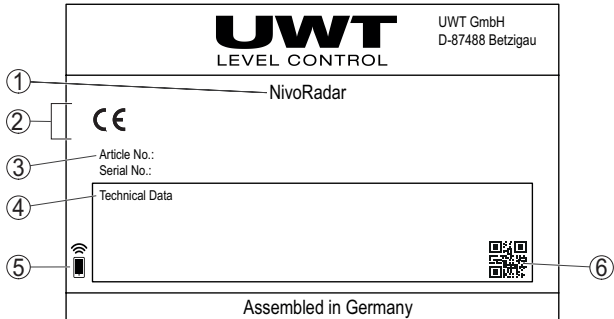 UWT
LEVEL CONTROL
UWT GmbH
D-87488 Betzigau
1
NivoRadar
2
CE
3
Article No.:
Serial No.:
4
Technical Data
5
6
Assembled in Germany